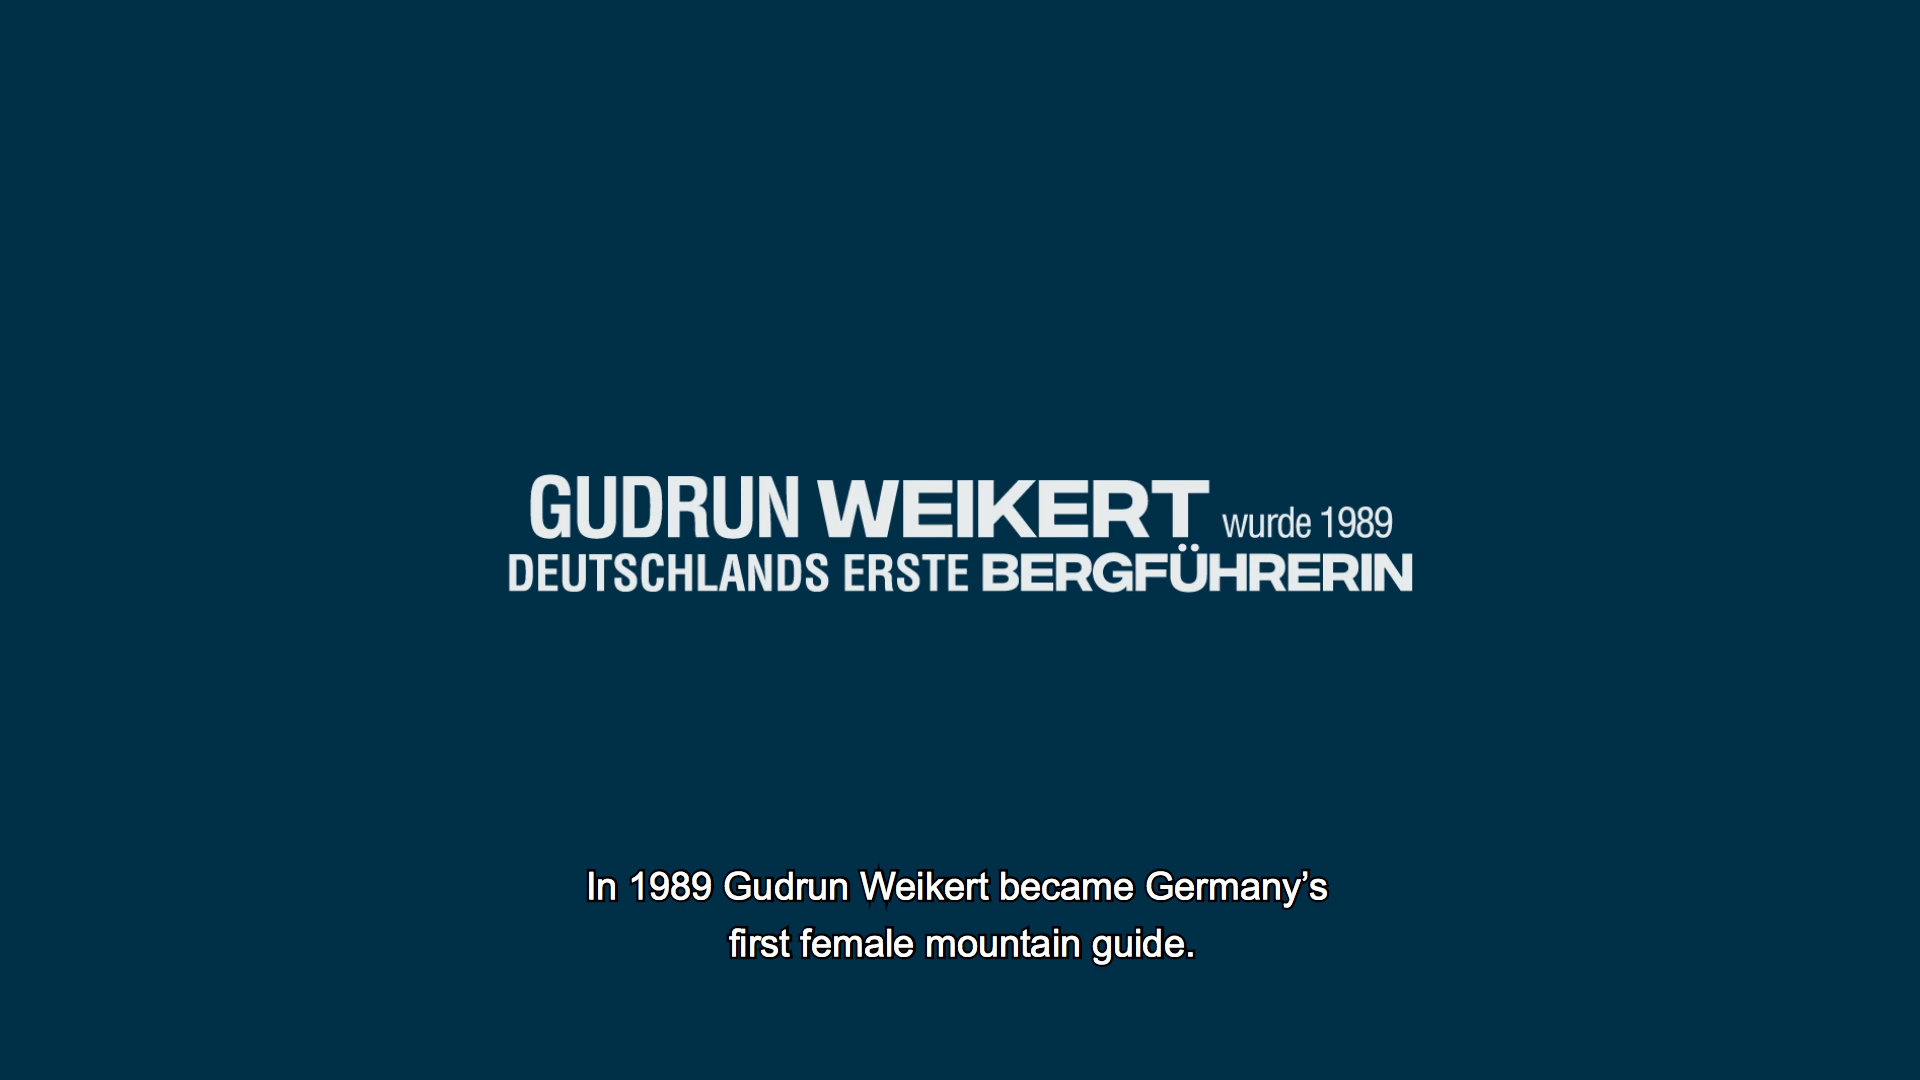 GUDRUN WEIKERT wurde 1989
DEUTSCHLANDS ERSTE BERGFÜHRERIN
In 1989 Gudrun Weikert became Germany’s
first female mountain guide.